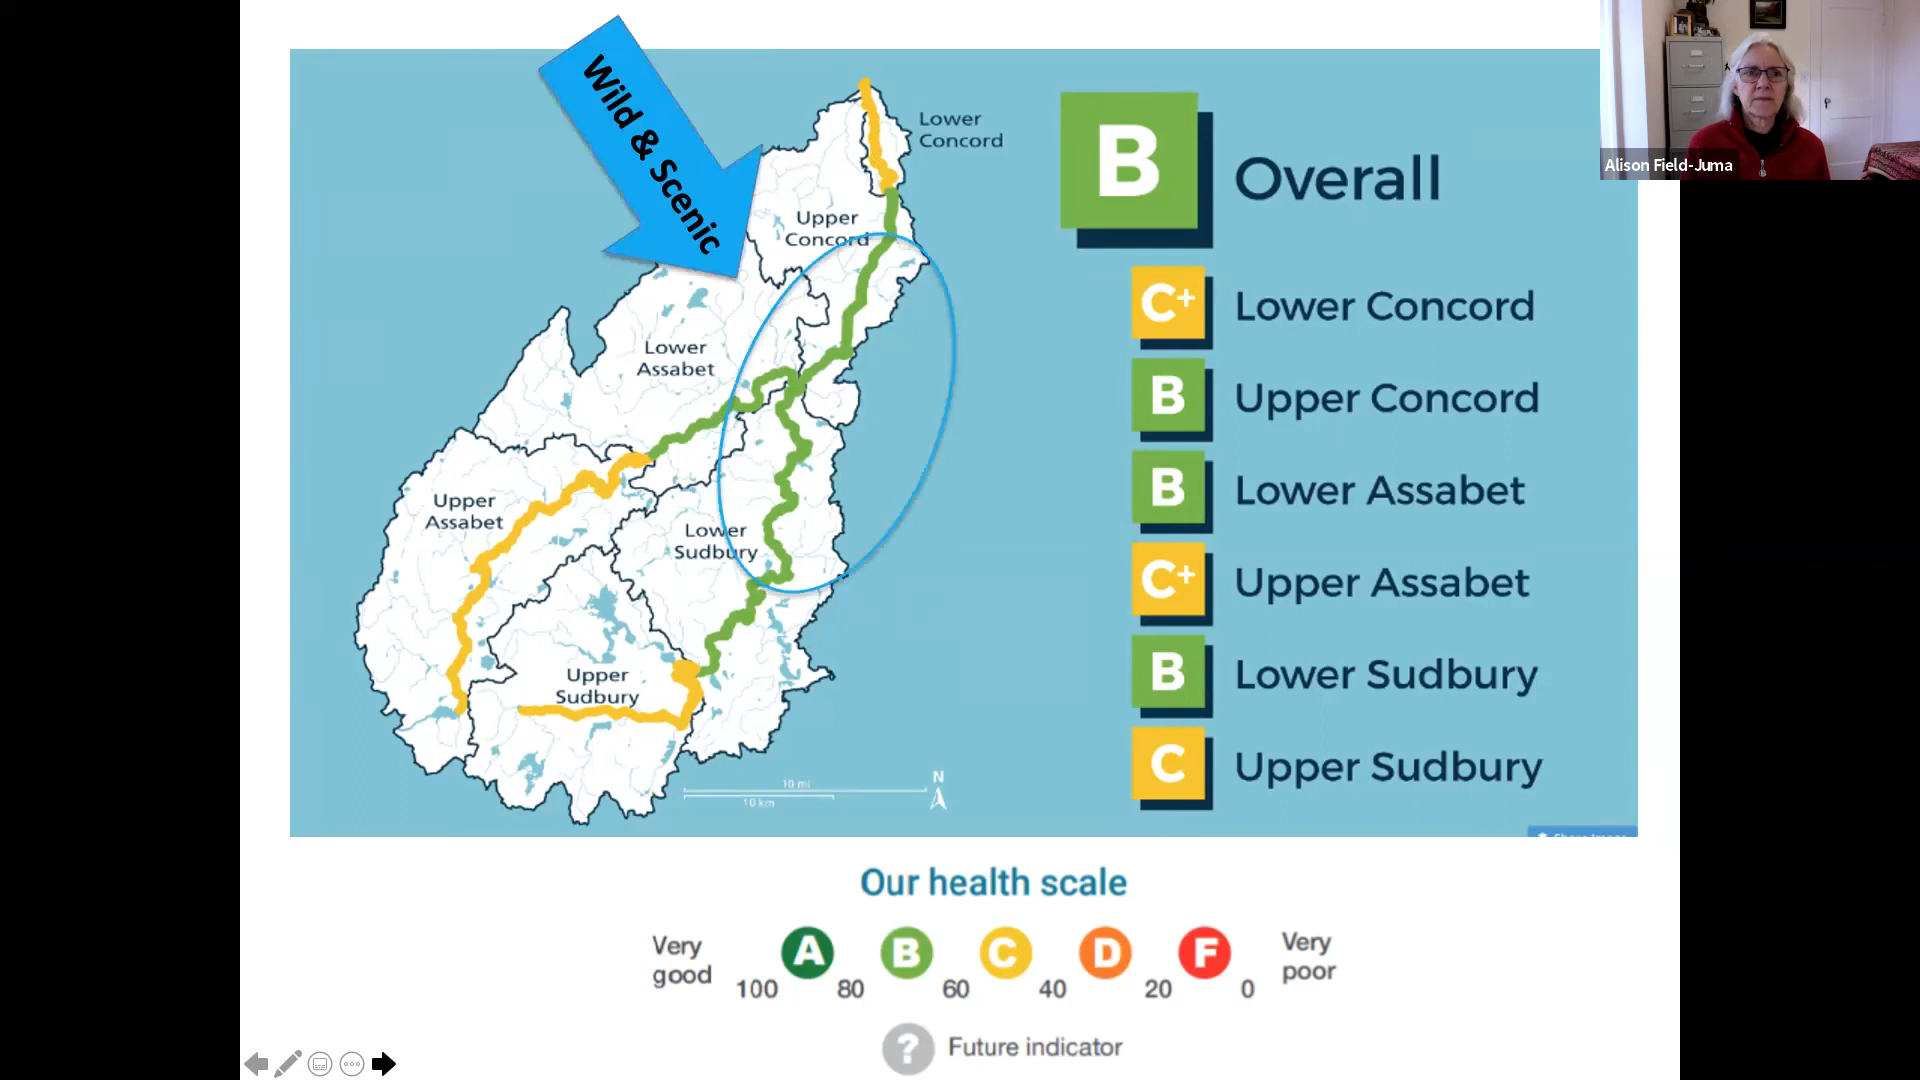 Wild & Scenic
Lower
Concord
Upper
Concord
Lower
Assabet
Upper
Assabet
Lower
Sudbury
Upper
Sudbury
10 mi
10 km
N
B Overall
C+ Lower Concord
B Upper Concord
B Lower Assabet
C+ Upper Assabet
B Lower Sudbury
C Upper Sudbury
Alison Field-Juma
Share Image
Our health scale
Very
good
A B C D F
100 80 60 40 20 0
Very
poor
? Future indicator